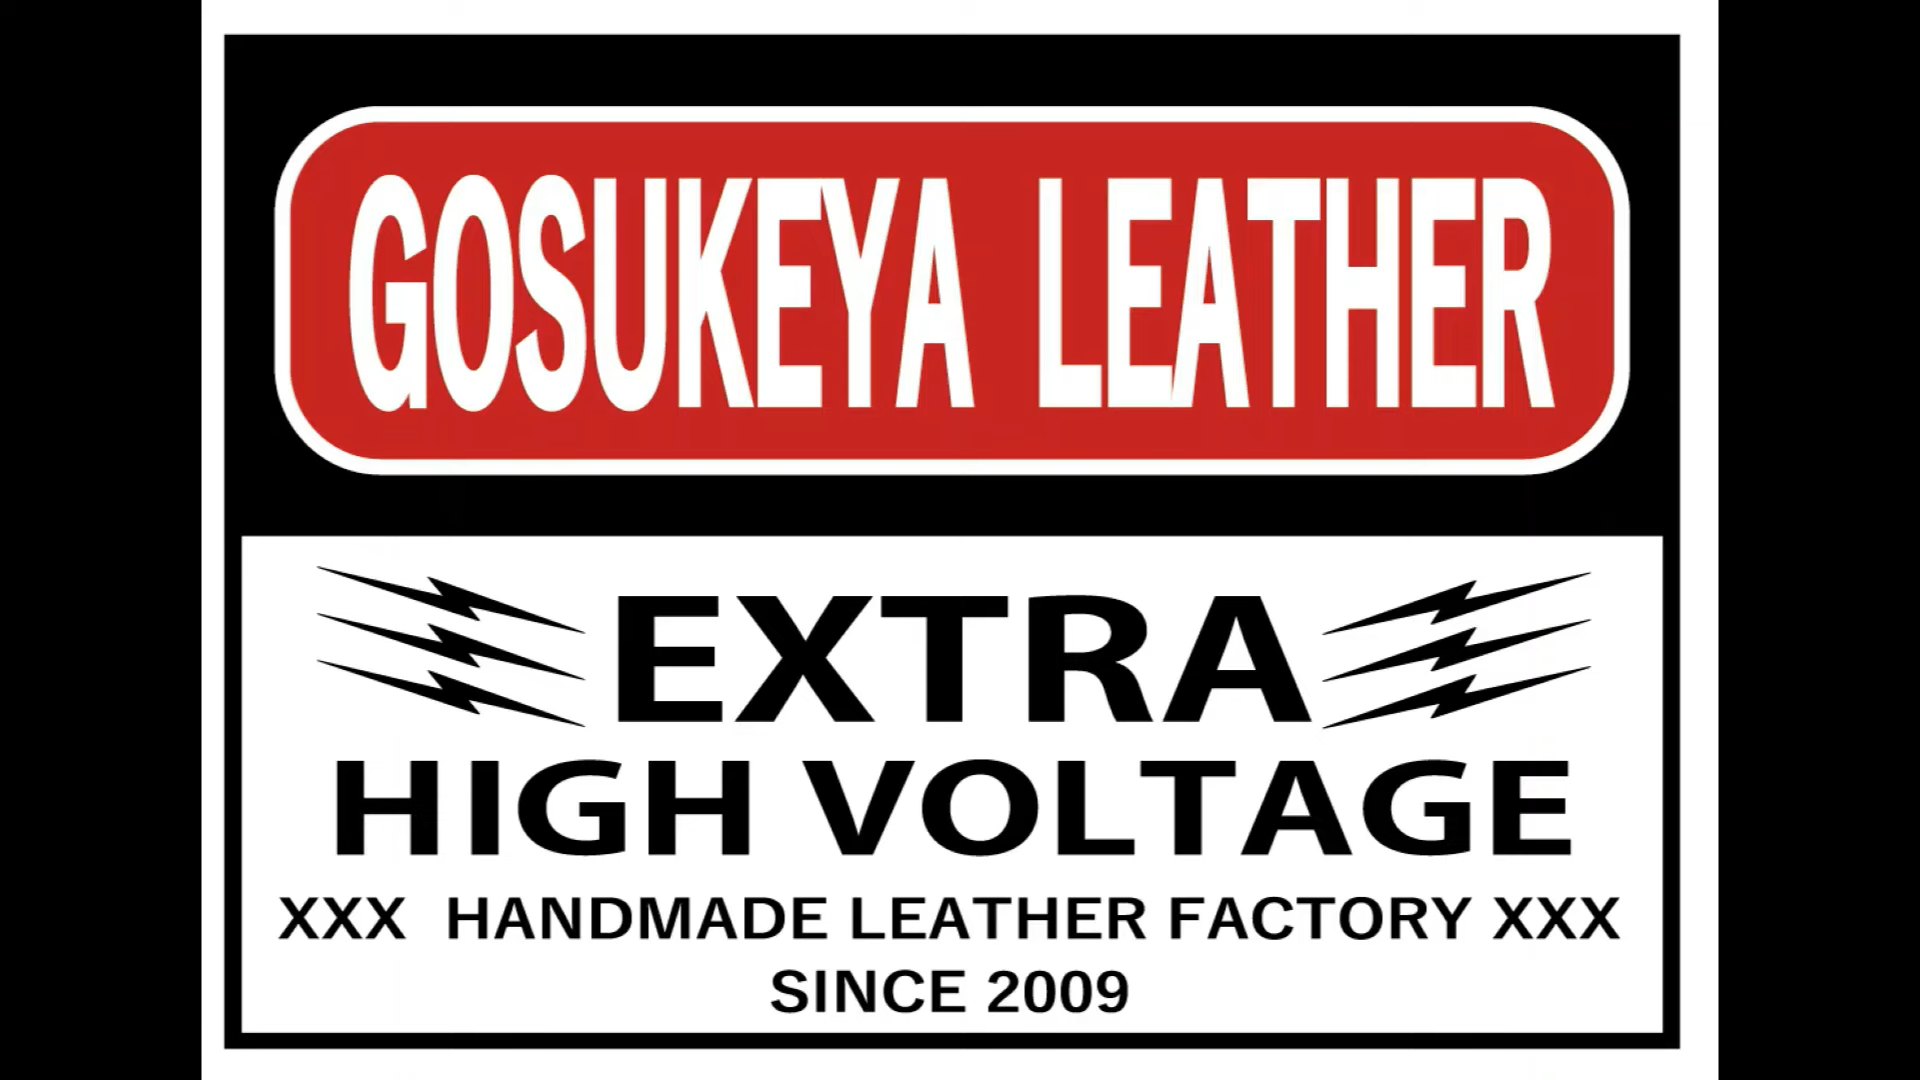 GOSUKEYA LEATHER
EXTRA
HIGH VOLTAGE
XXX HANDMADE LEATHER FACTORY XXX
SINCE 2009